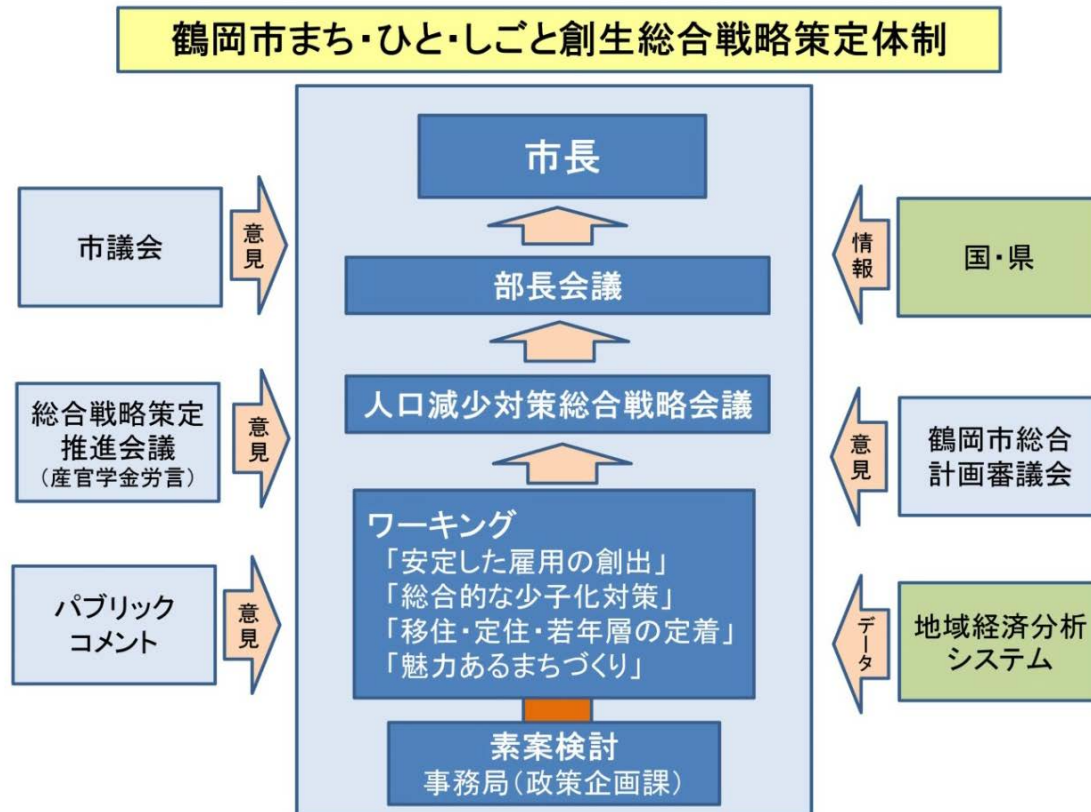 鶴岡市まち・ひと・しごと創生総合戦略策定体制
市長
市議会
意見
情報
国・県
部長会議
総合戦略策定
推進会議
(産官学金労言)
意見
人口減少対策総合戦略会議
意見
鶴岡市総合
計画審議会
ワーキング
「安定した雇用の創出」
「総合的な少子化対策」
「移住・定住・若年層の定着」
「魅力あるまちづくり」
パブリック
コメント
意見
データ
地域経済分析
システム
素案検討
事務局(政策企画課)